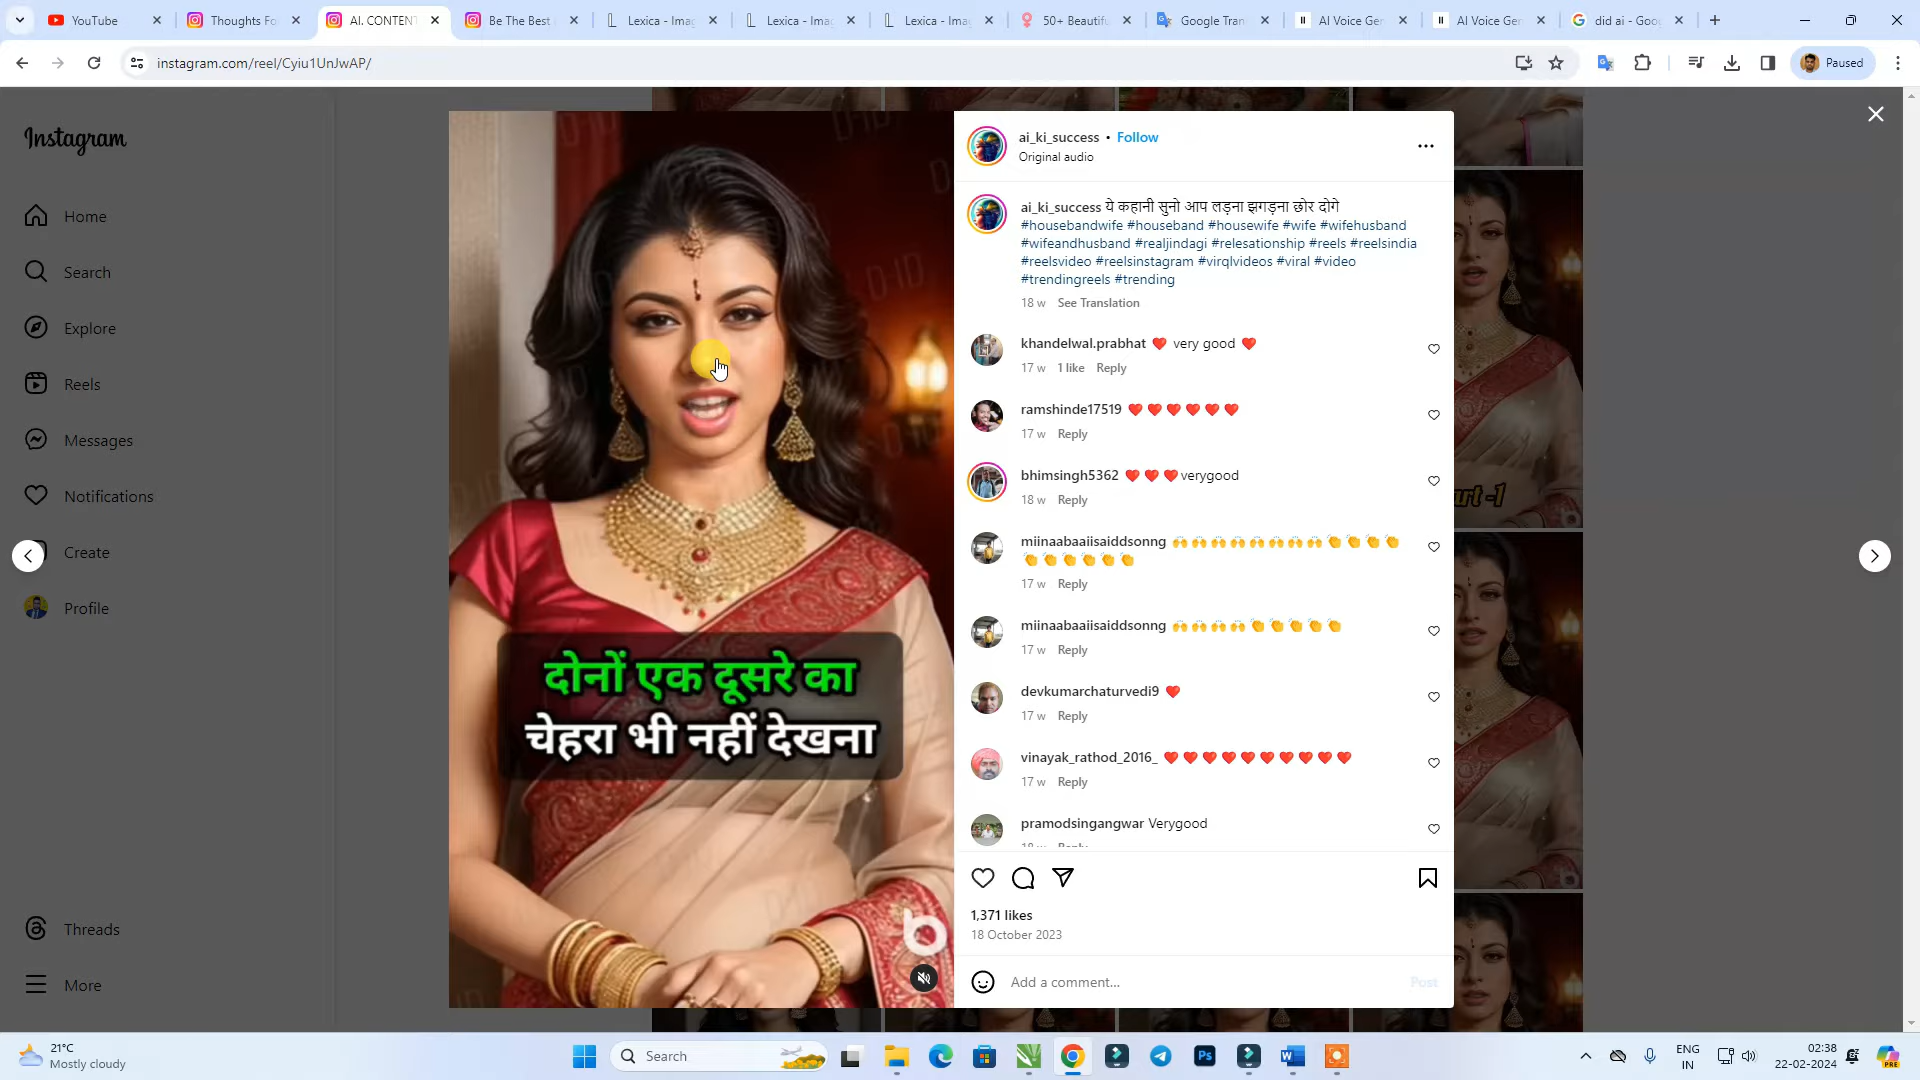 YouTube
Thoughts Fo
AI. CONTENT
Be The Best
Lexica - Imag
Lexica - Imag
Lexica - Imag
50+ Beautifu
Google Tran
AI Voice Gen
AI Voice Gen
did ai - Goo
instagram.com/reel/Cyiu1UnJwAP/
Paused
Instagram
Home
Search
Explore
Reels
Messages
Notifications
Create
Profile
Threads
More
D-ID
दोनों एक दूसरे का
चेहरा भी नहीं देखना
ai_ki_success • Follow
Original audio
ai_ki_success ये कहानी सुनो आप लड़ना झगड़ना छोर दोगे
#housebandwife #houseband #housewife #wife #wifehusband
#wifeandhusband #realjindagi #relesationship #reels #reelsindia
#reelsvideo #reelsinstagram #virqlvideos #viral #video
#trendingreels #trending
18 w See Translation
khandelwal.prabhat ❤️ very good ❤️
17 w 1 like Reply
ramshinde17519 ❤️❤️❤️❤️❤️❤️
17 w Reply
bhimsingh5362 ❤️❤️❤️verygood
18 w Reply
miinaabaaiisaiddsonng 🙌🙌🙌🙌🙌🙌🙌🙌👏👏👏👏
👏👏👏👏👏👏
17 w Reply
miinaabaaiisaiddsonng 🙌🙌🙌🙌👏👏👏👏👏
17 w Reply
devkumarchaturvedi9 ❤️
17 w Reply
vinayak_rathod_2016_ ❤️❤️❤️❤️❤️❤️❤️❤️❤️❤️
17 w Reply
pramodsingangwar Verygood
18 w Reply
1,371 likes
18 October 2023
Add a comment...
Post
21°C
Mostly cloudy
Search
ENG
IN
02:38
22-02-2024